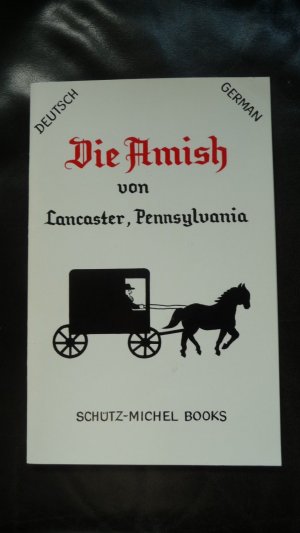 DEUTSCH
GERMAN
Die Amish
von
Lancaster, Pennsylvania
SCHÜTZ-MICHEL BOOKS